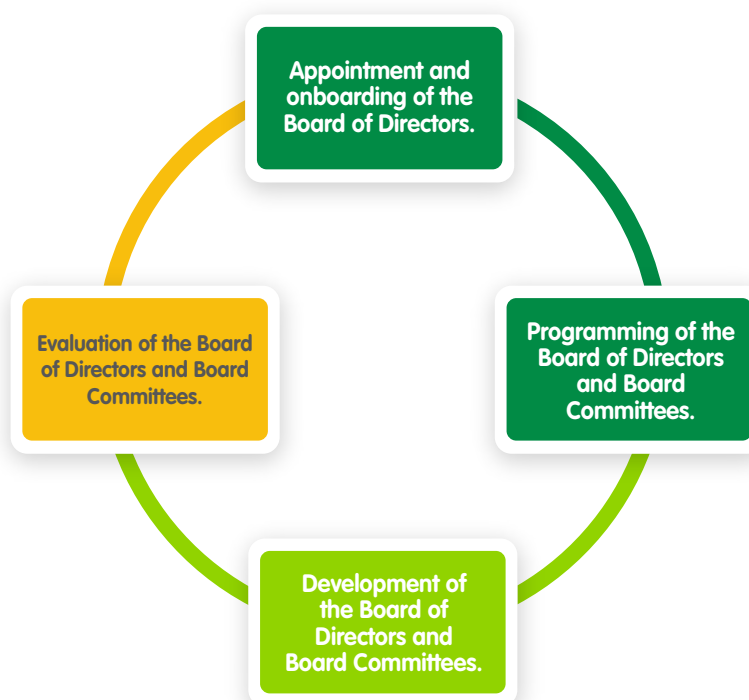 Appointment and
onboarding of the
Board of Directors.
Programming of the
Board of Directors
and Board
Committees.
Development of
the Board of
Directors and
Board Committees.
Evaluation of the Board
of Directors and Board
Committees.